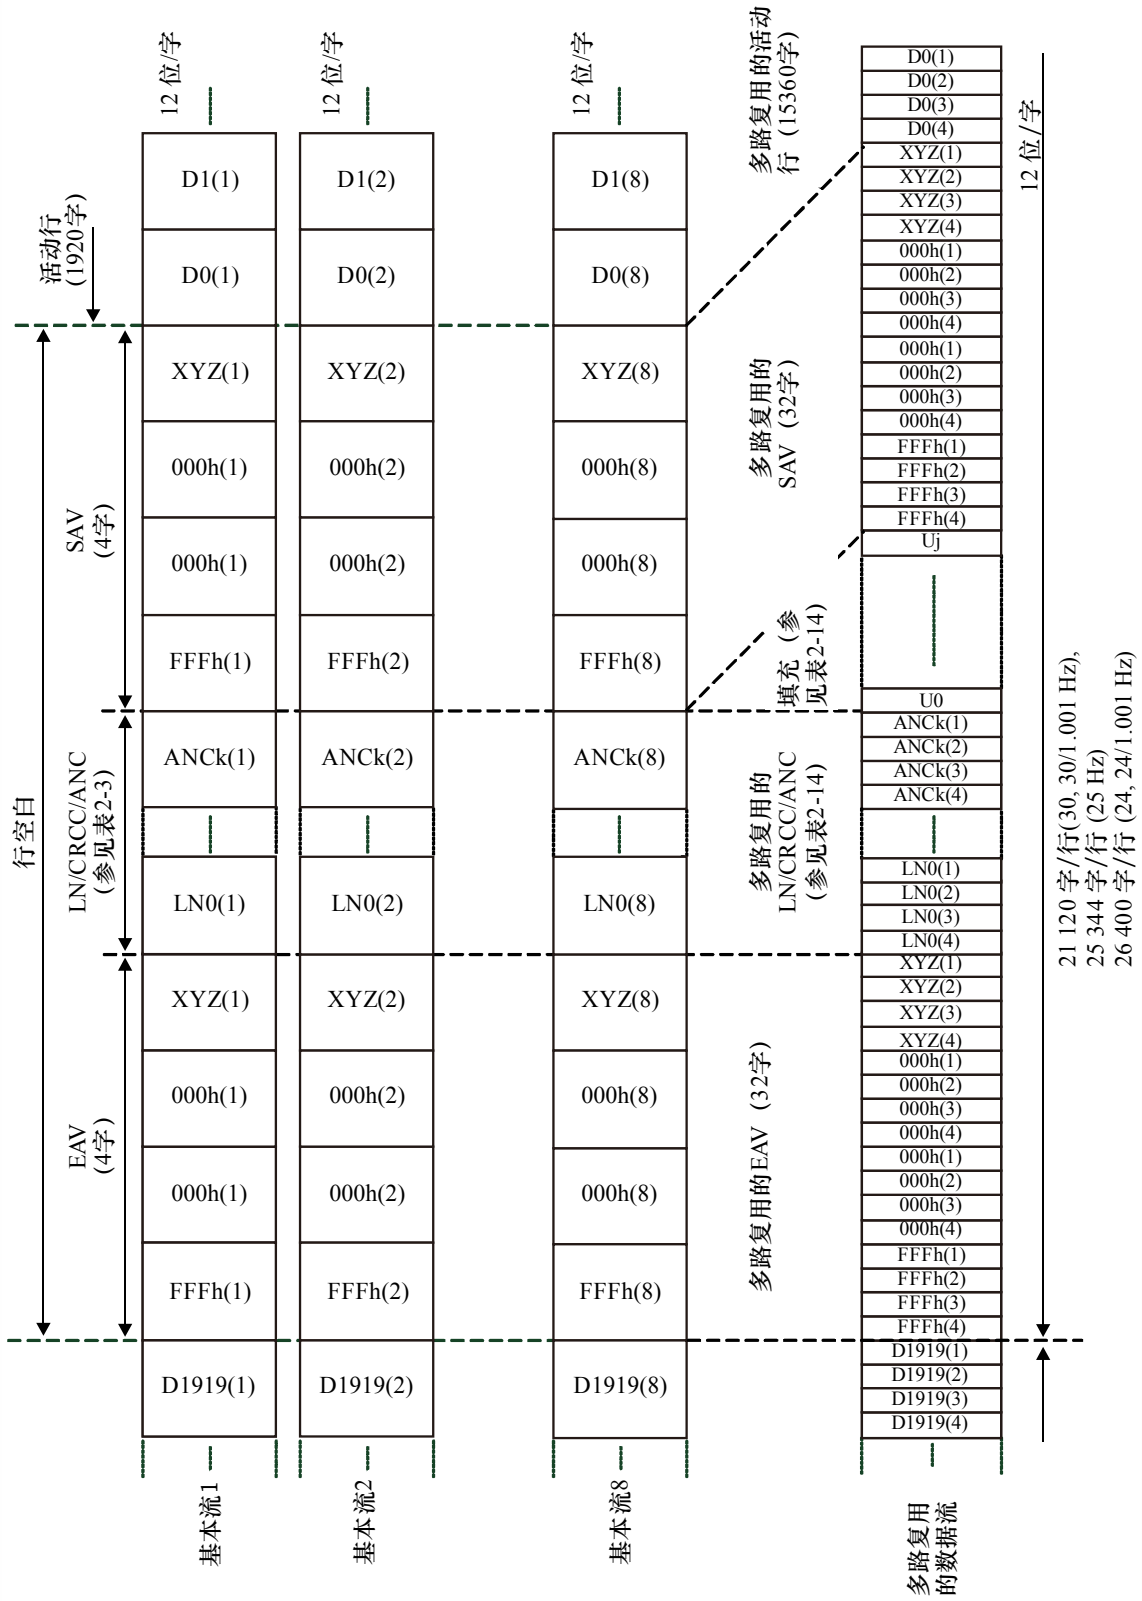 12 位/字
12 位/字
12 位/字
多路复用的活动
行（15360字）
12 位/字
活动行
(1920字)
D1(1)
D0(1)
XYZ(1)
000h(1)
000h(1)
FFFh(1)
ANCk(1)
LN0(1)
XYZ(1)
000h(1)
000h(1)
FFFh(1)
D1919(1)
基本流1
D1(2)
D0(2)
XYZ(2)
000h(2)
000h(2)
FFFh(2)
ANCk(2)
LN0(2)
XYZ(2)
000h(2)
000h(2)
FFFh(2)
D1919(2)
基本流2
D1(8)
D0(8)
XYZ(8)
000h(8)
000h(8)
FFFh(8)
ANCk(8)
LN0(8)
XYZ(8)
000h(8)
000h(8)
FFFh(8)
D1919(8)
基本流8
行空白
SAV
(4字)
LN/CRCC/ANC
(参见表2-3)
EAV
(4字)
多路复用的
SAV（32字）
填充（参
见表2-14)
多路复用的
LN/CRCC/ANC
(参见表2-14)
多路复用的EAV（32字）
D0(1)
D0(2)
D0(3)
D0(4)
XYZ(1)
XYZ(2)
XYZ(3)
XYZ(4)
000h(1)
000h(2)
000h(3)
000h(4)
000h(1)
000h(2)
000h(3)
000h(4)
FFFh(1)
FFFh(2)
FFFh(3)
FFFh(4)
Uj
U0
ANCk(1)
ANCk(2)
ANCk(3)
ANCk(4)
LN0(1)
LN0(2)
LN0(3)
LN0(4)
XYZ(1)
XYZ(2)
XYZ(3)
XYZ(4)
000h(1)
000h(2)
000h(3)
000h(4)
000h(1)
000h(2)
000h(3)
000h(4)
FFFh(1)
FFFh(2)
FFFh(3)
FFFh(4)
D1919(1)
D1919(2)
D1919(3)
D1919(4)
多路复用
的数据流
21 120 字/行(30, 30/1.001 Hz),
25 344 字/行 (25 Hz)
26 400 字/行 (24, 24/1.001 Hz)